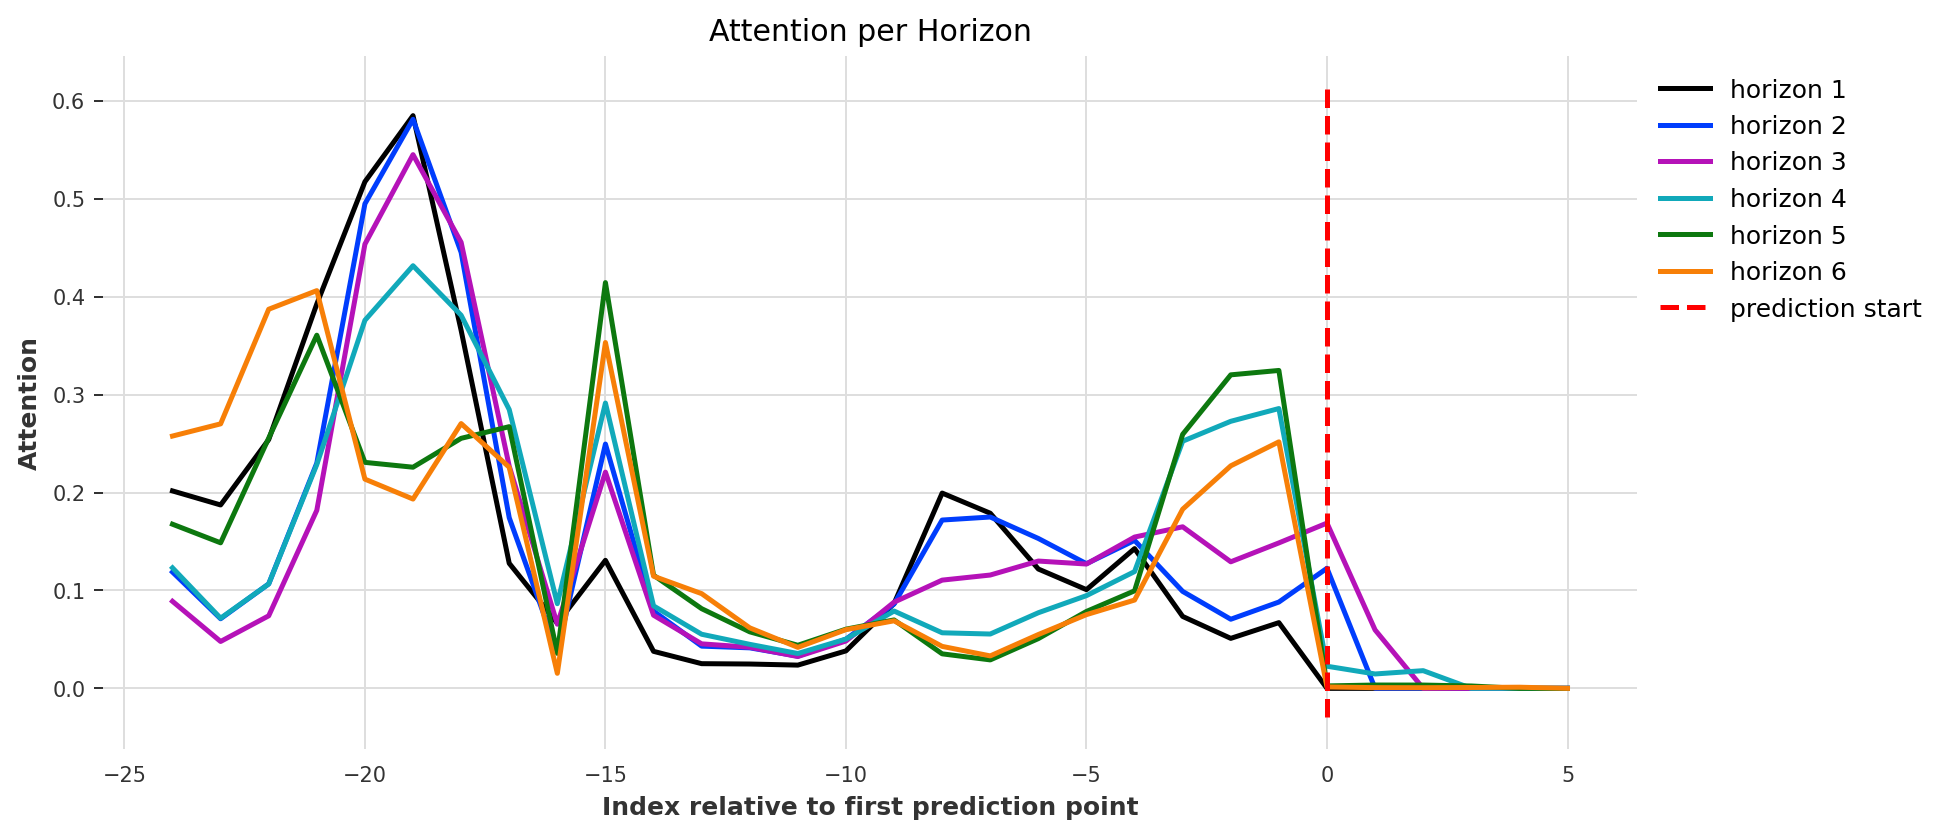 Attention per Horizon
Attention
0.6
0.5
0.4
0.3
0.2
0.1
0.0
−25
−20
−15
−10
−5
0
5
Index relative to first prediction point
horizon 1
horizon 2
horizon 3
horizon 4
horizon 5
horizon 6
prediction start